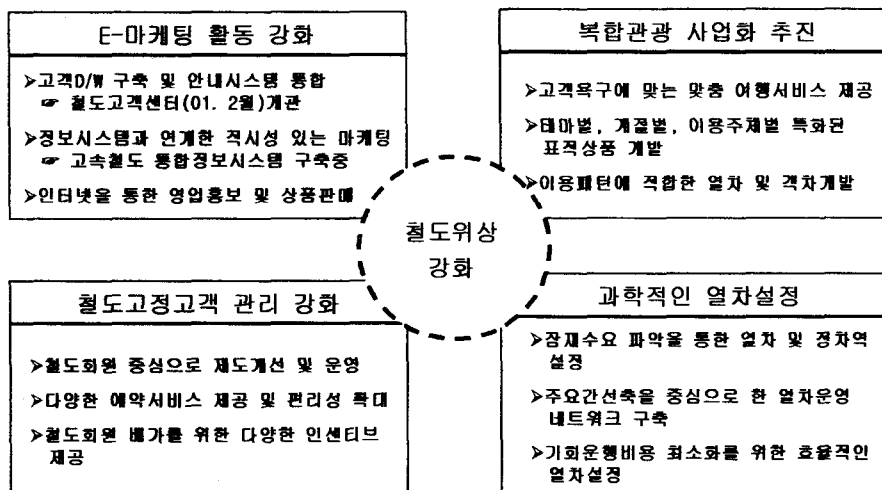 E-마케팅 활동 강화
➢고객D/W 구축 및 안내시스템 통합
☞ 철도고객센터(01. 2월)개관
➢정보시스템과 연계한 적시성 있는 마케팅
☞ 고속철도 통합정보시스템 구축중
➢인터넷을 통한 영업홍보 및 상품판매
복합관광 사업화 추진
➢고객욕구에 맞는 맞춤 여행서비스 제공
➢테마별, 계절별, 이용주체별 특화된
표적상품 개발
➢이용패턴에 적합한 열차 및 객차개발
철도위상
강화
철도고정고객 관리 강화
➢철도회원 중심으로 제도개선 및 운영
➢다양한 예약서비스 제공 및 편리성 확대
➢철도회원 배가를 위한 다양한 인센티브
제공
과학적인 열차설정
➢잠재수요 파악을 통한 열차 및 정차역
설정
➢주요간선축을 중심으로 한 열차운영
네트워크 구축
➢기회운행비용 최소화를 위한 효율적인
열차설정